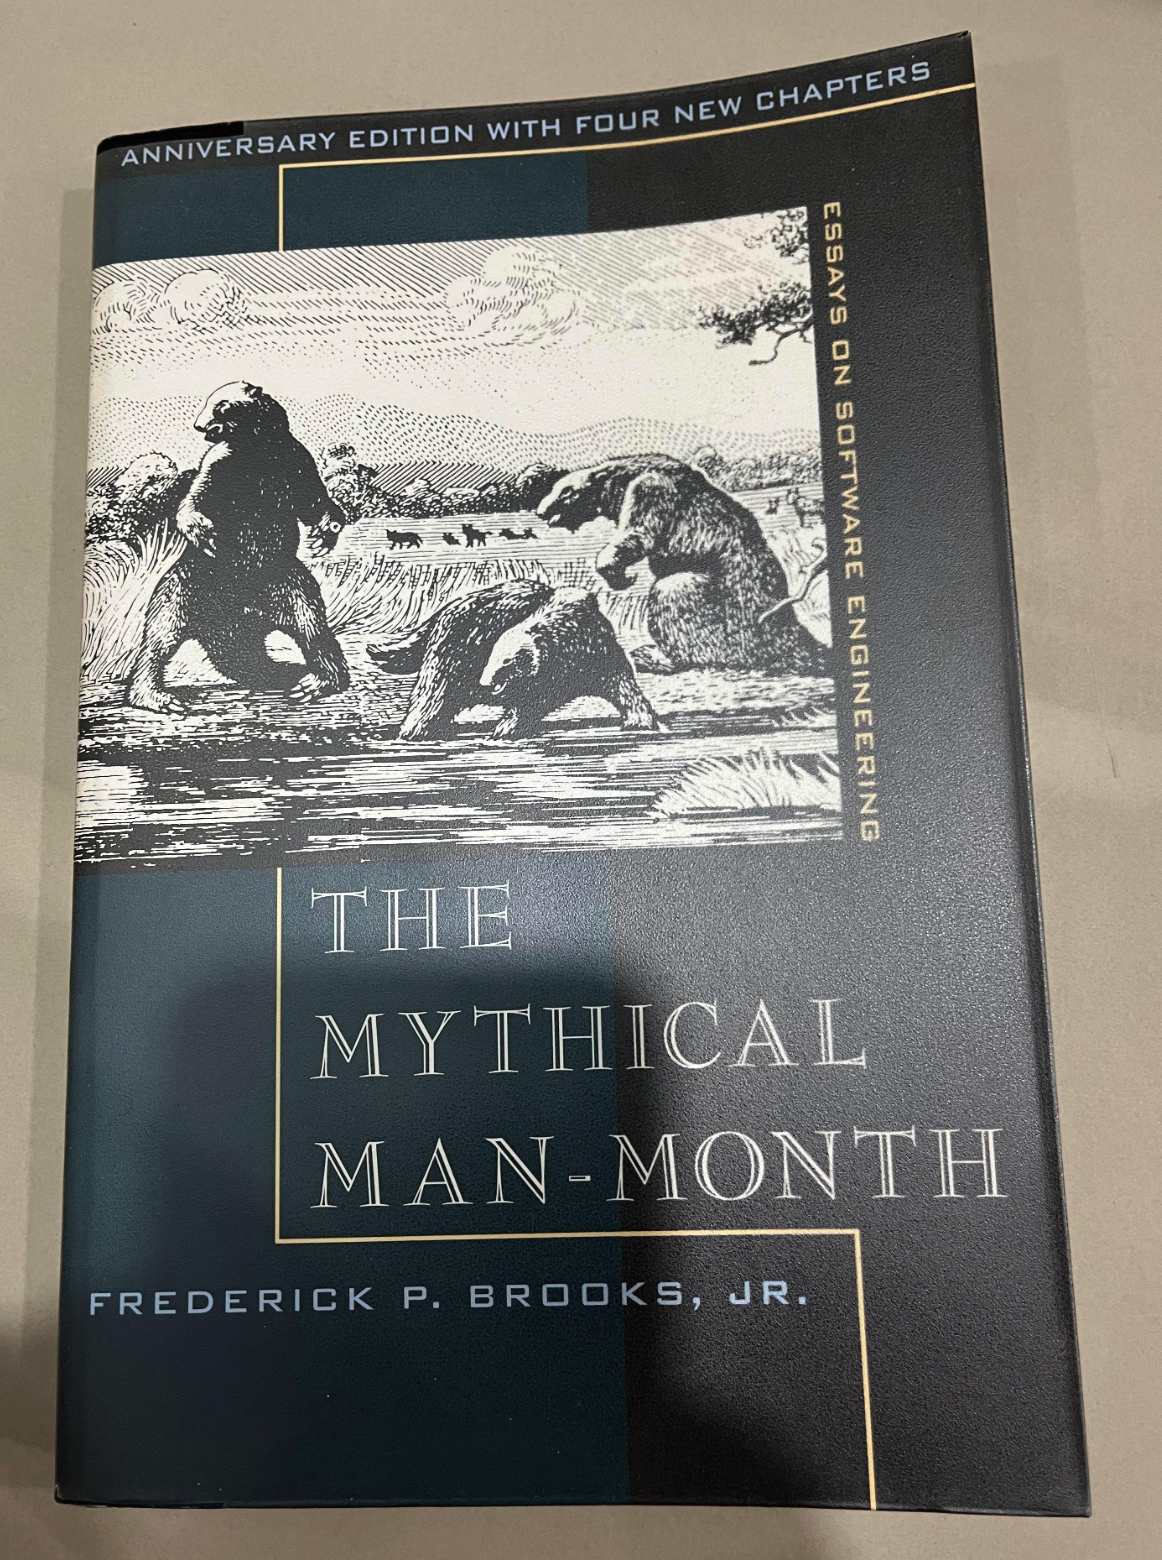 ANNIVERSARY EDITION WITH FOUR NEW CHAPTERS
ESSAYS ON SOFTWARE ENGINEERING
THE
MYTHICAL
MAN-MONTH
FREDERICK P. BROOKS, JR.